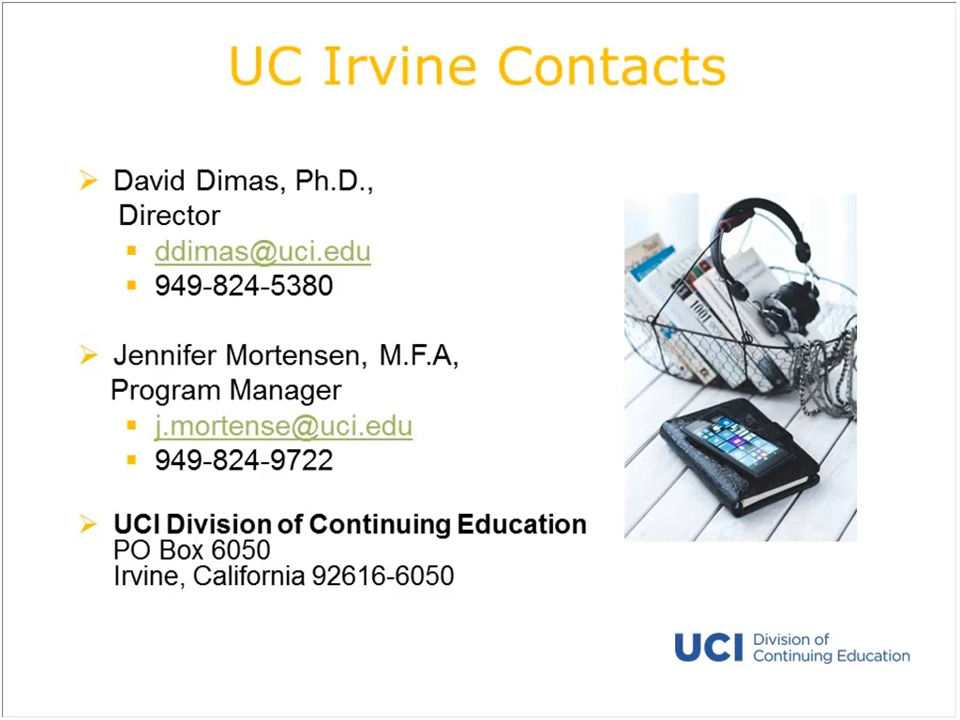 UC Irvine Contacts
David Dimas, Ph.D.,
Director
ddimas@uci.edu
949-824-5380
Jennifer Mortensen, M.F.A,
Program Manager
j.mortense@uci.edu
949-824-9722
UCI Division of Continuing Education
PO Box 6050
Irvine, California 92616-6050
1001
UCI Division of
Continuing Education